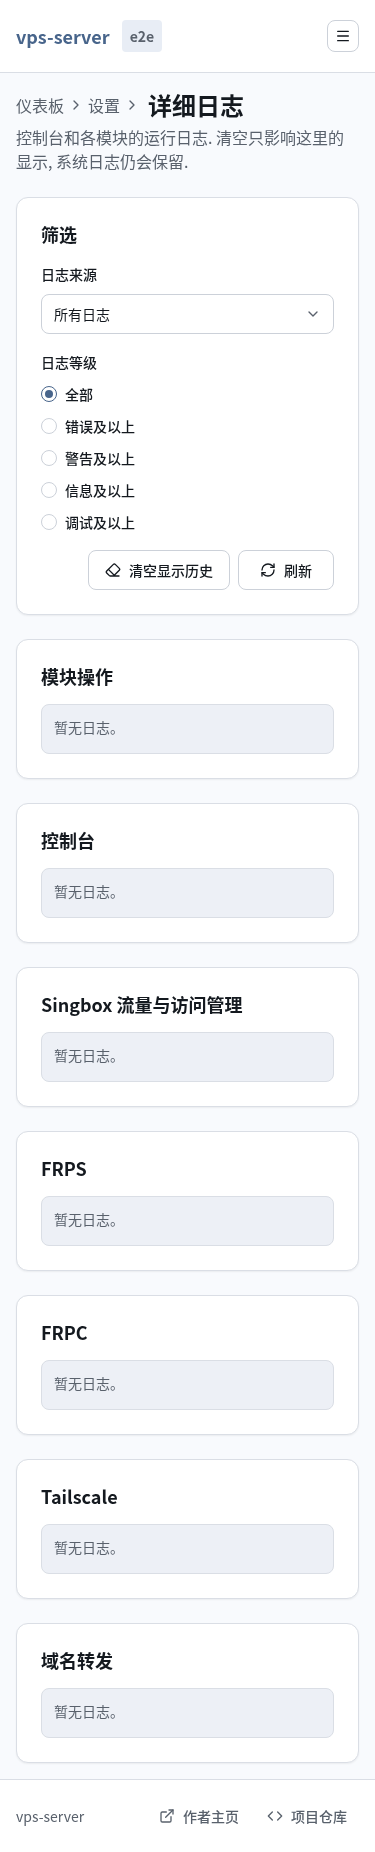 vps-server e2e
仪表板 设置 详细日志
控制台和各模块的运行日志. 清空只影响这里的
显示, 系统日志仍会保留.
筛选
日志来源
所有日志
日志等级
全部
错误及以上
警告及以上
信息及以上
调试及以上
清空显示历史 刷新
模块操作
暂无日志。
控制台
暂无日志。
Singbox 流量与访问管理
暂无日志。
FRPS
暂无日志。
FRPC
暂无日志。
Tailscale
暂无日志。
域名转发
暂无日志。
vps-server 作者主页 项目仓库